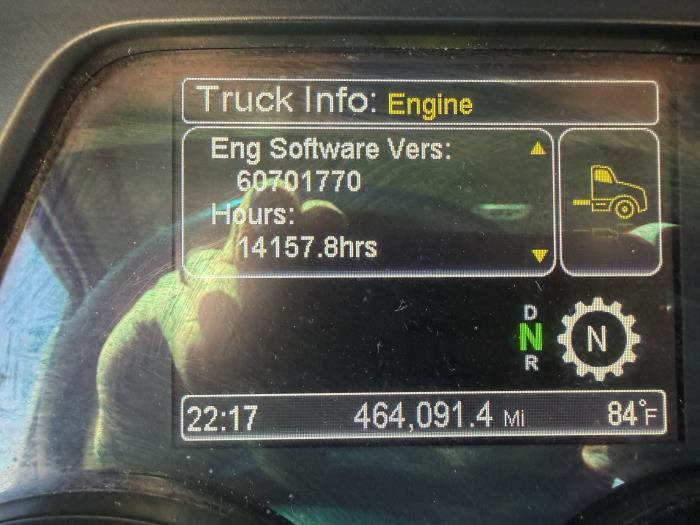 Truck Info: Engine
Eng Software Vers:
60701770
Hours:
14157.8hrs
D
N N
R
22:17 464,091.4 Mi 84°F